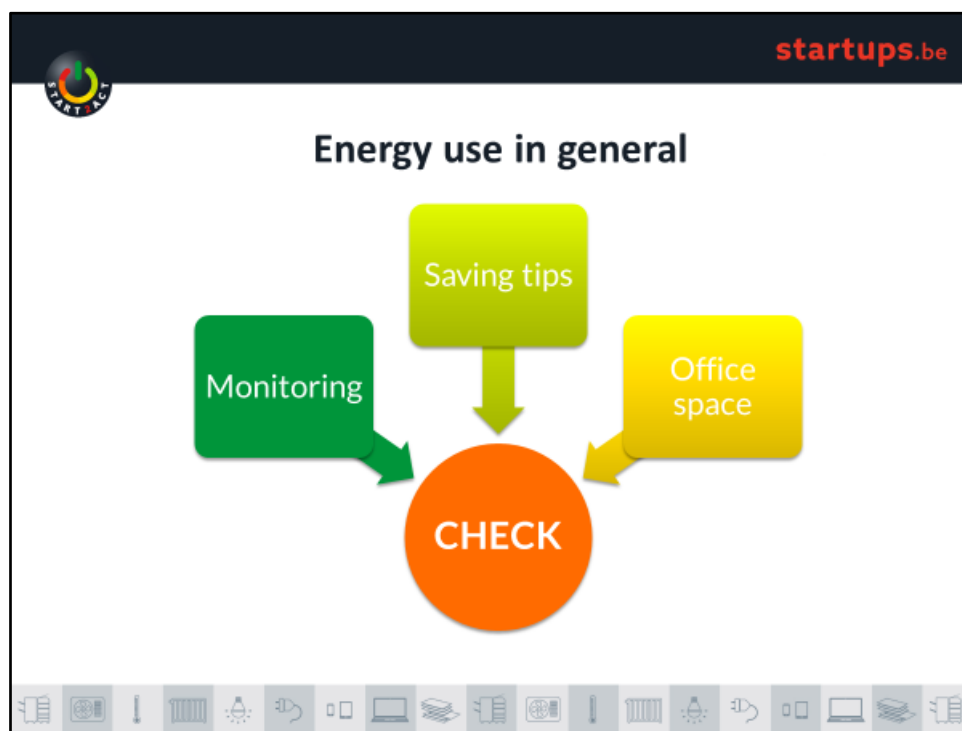 startups.be
START2ACT
Energy use in general
Saving tips
Monitoring
Office
space
CHECK